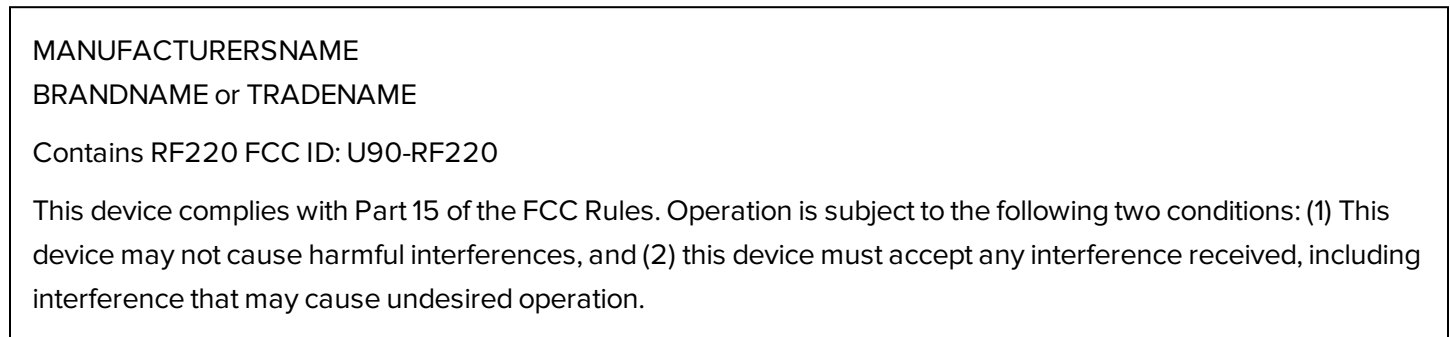 MANUFACTURERSNAME
BRANDNAME or TRADENAME
Contains RF220 FCC ID: U90-RF220
This device complies with Part 15 of the FCC Rules. Operation is subject to the following two conditions: (1) This
device may not cause harmful interferences, and (2) this device must accept any interference received, including
interference that may cause undesired operation.